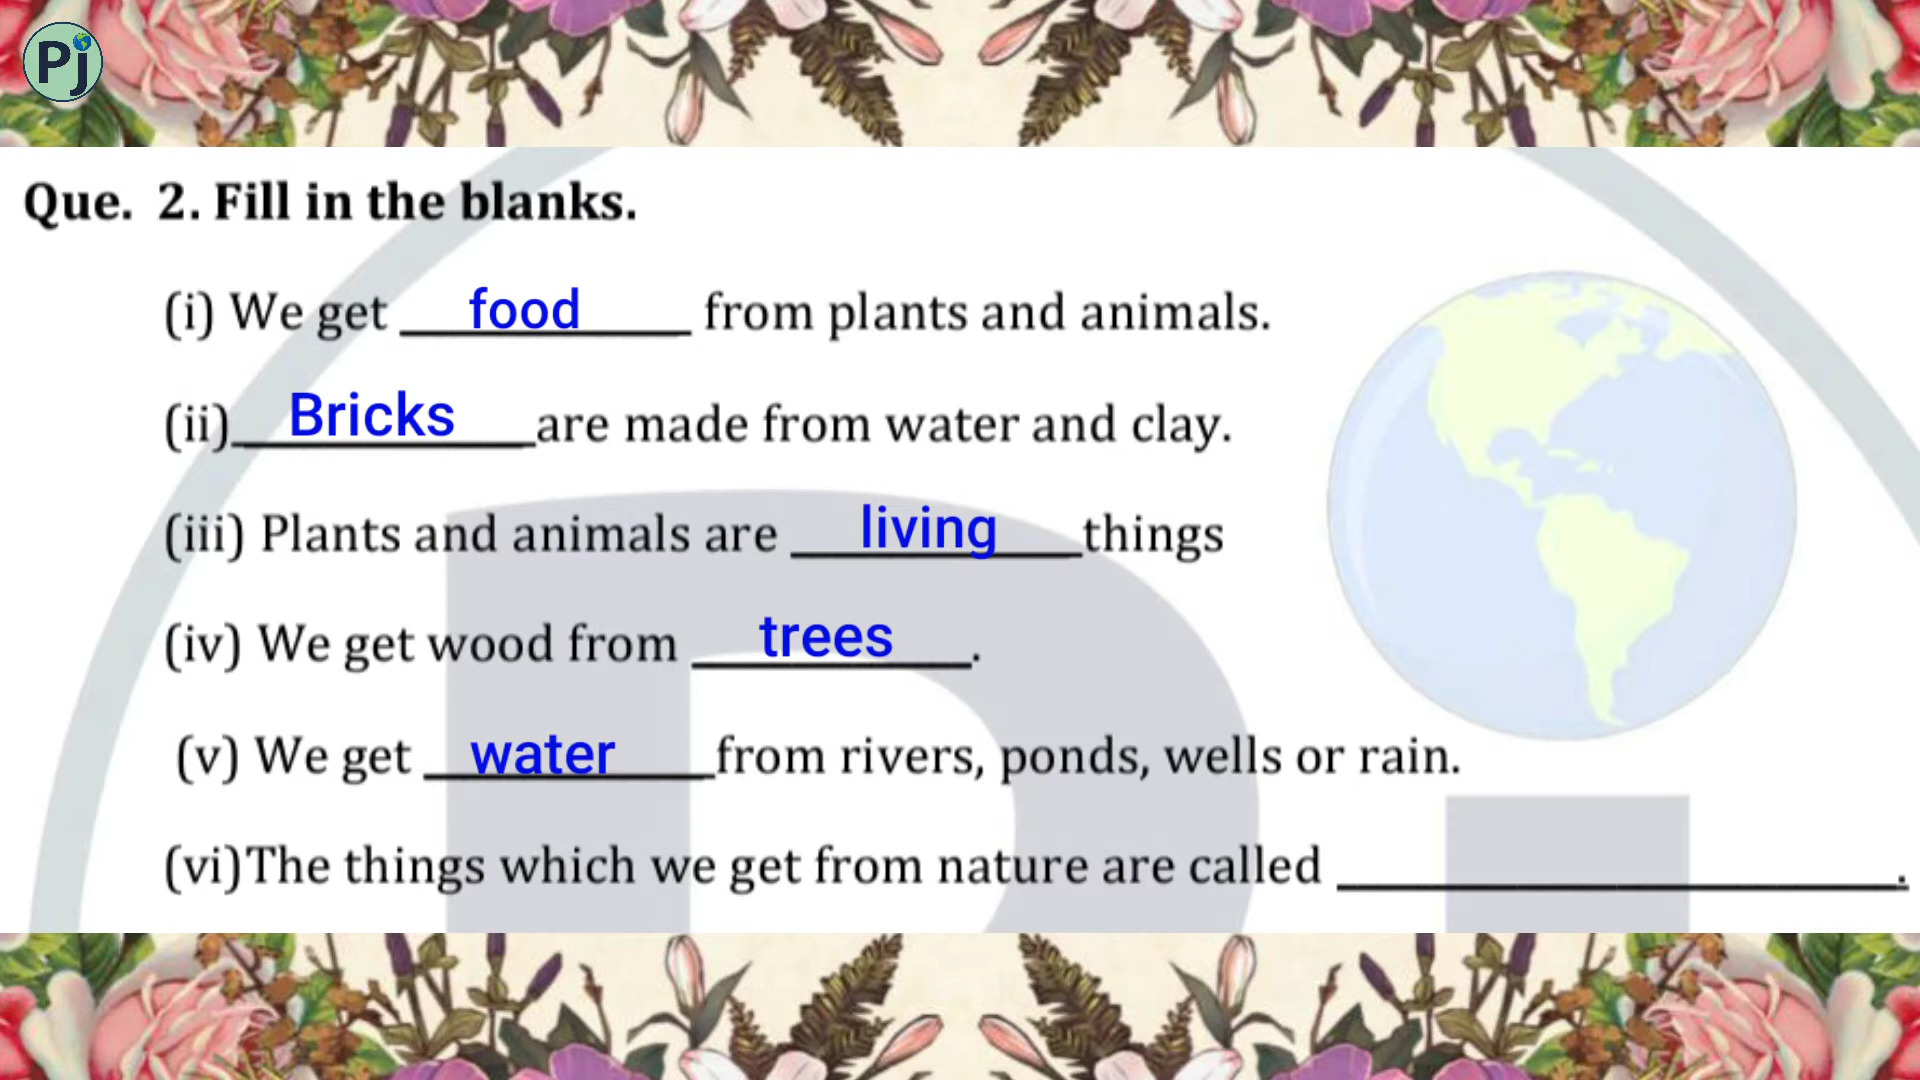 Pj
Que. 2. Fill in the blanks.
(i) We get food from plants and animals.
(ii) Bricks are made from water and clay.
(iii) Plants and animals are living things
(iv) We get wood from trees.
(v) We get water from rivers, ponds, wells or rain.
(vi)The things which we get from nature are called ______________.